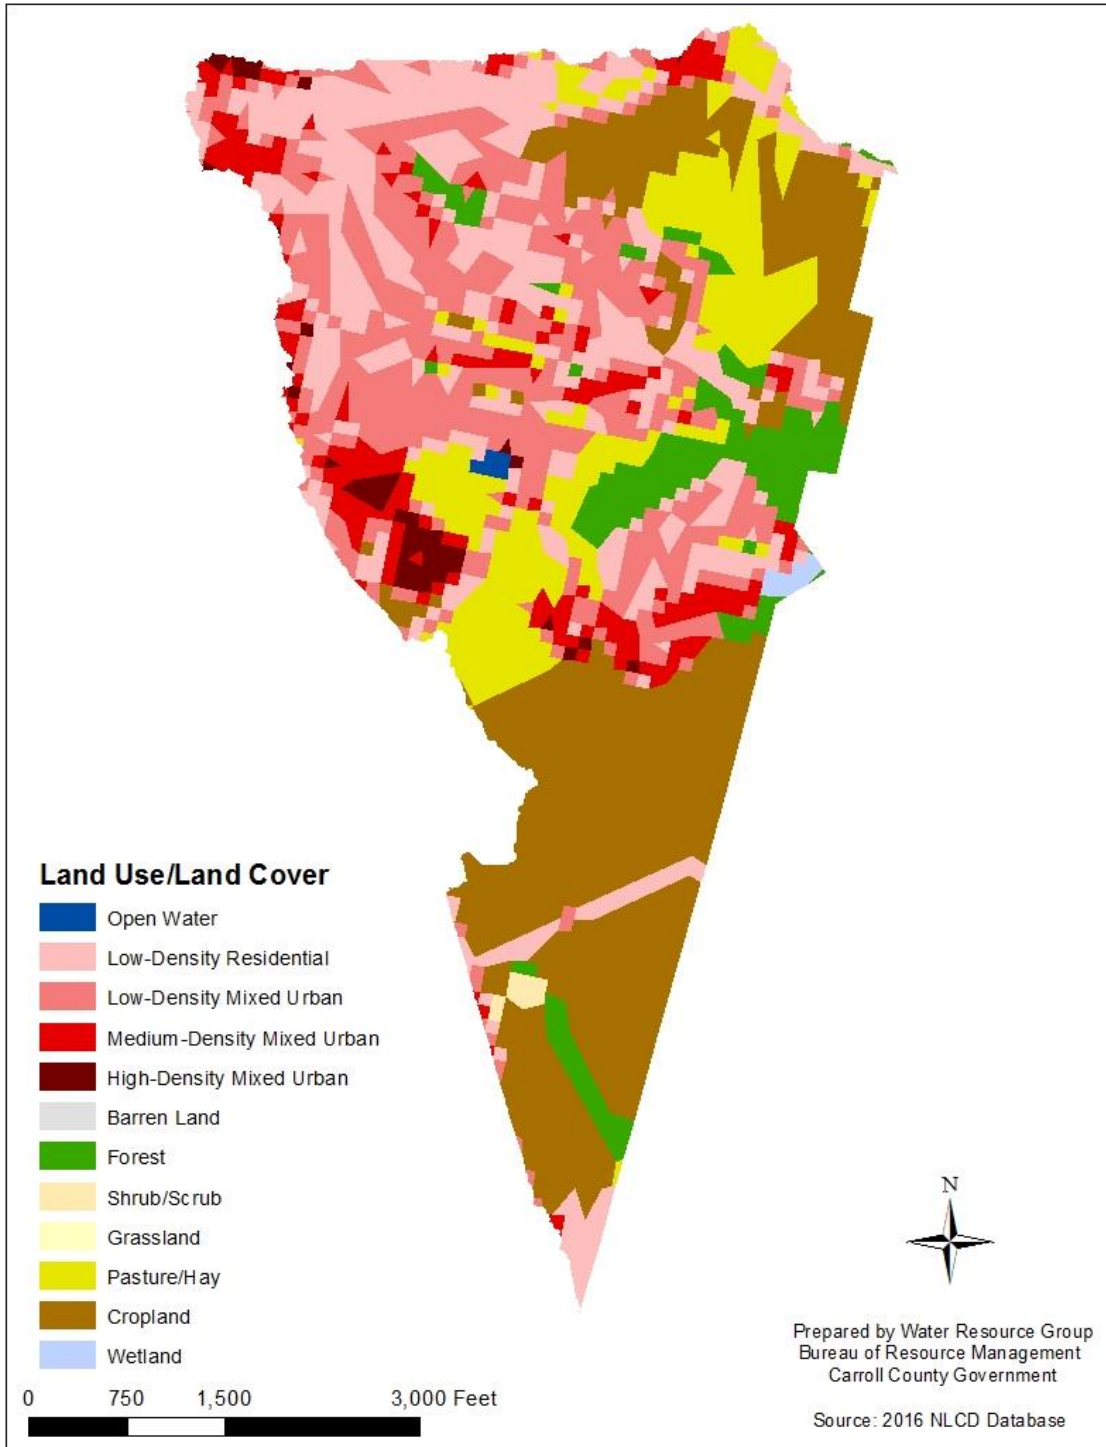 Land Use/Land Cover
Open Water
Low-Density Residential
Low-Density Mixed Urban
Medium-Density Mixed Urban
High-Density Mixed Urban
Barren Land
Forest
Shrub/Scrub
Grassland
Pasture/Hay
Cropland
Wetland
0 750 1,500 3,000 Feet
N
Prepared by Water Resource Group
Bureau of Resource Management
Carroll County Government
Source: 2016 NLCD Database